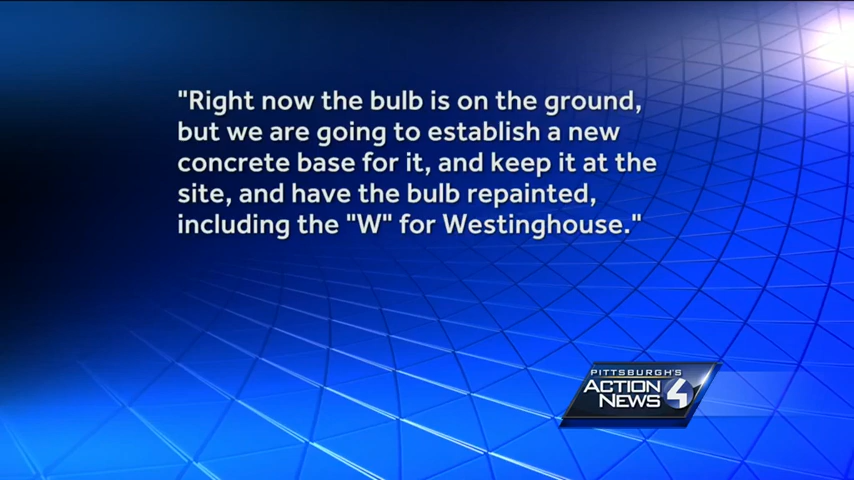 "Right now the bulb is on the ground,
but we are going to establish a new
concrete base for it, and keep it at the
site, and have the bulb repainted,
including the "W" for Westinghouse."
PITTSBURGH'S
ACTION
NEWS 4